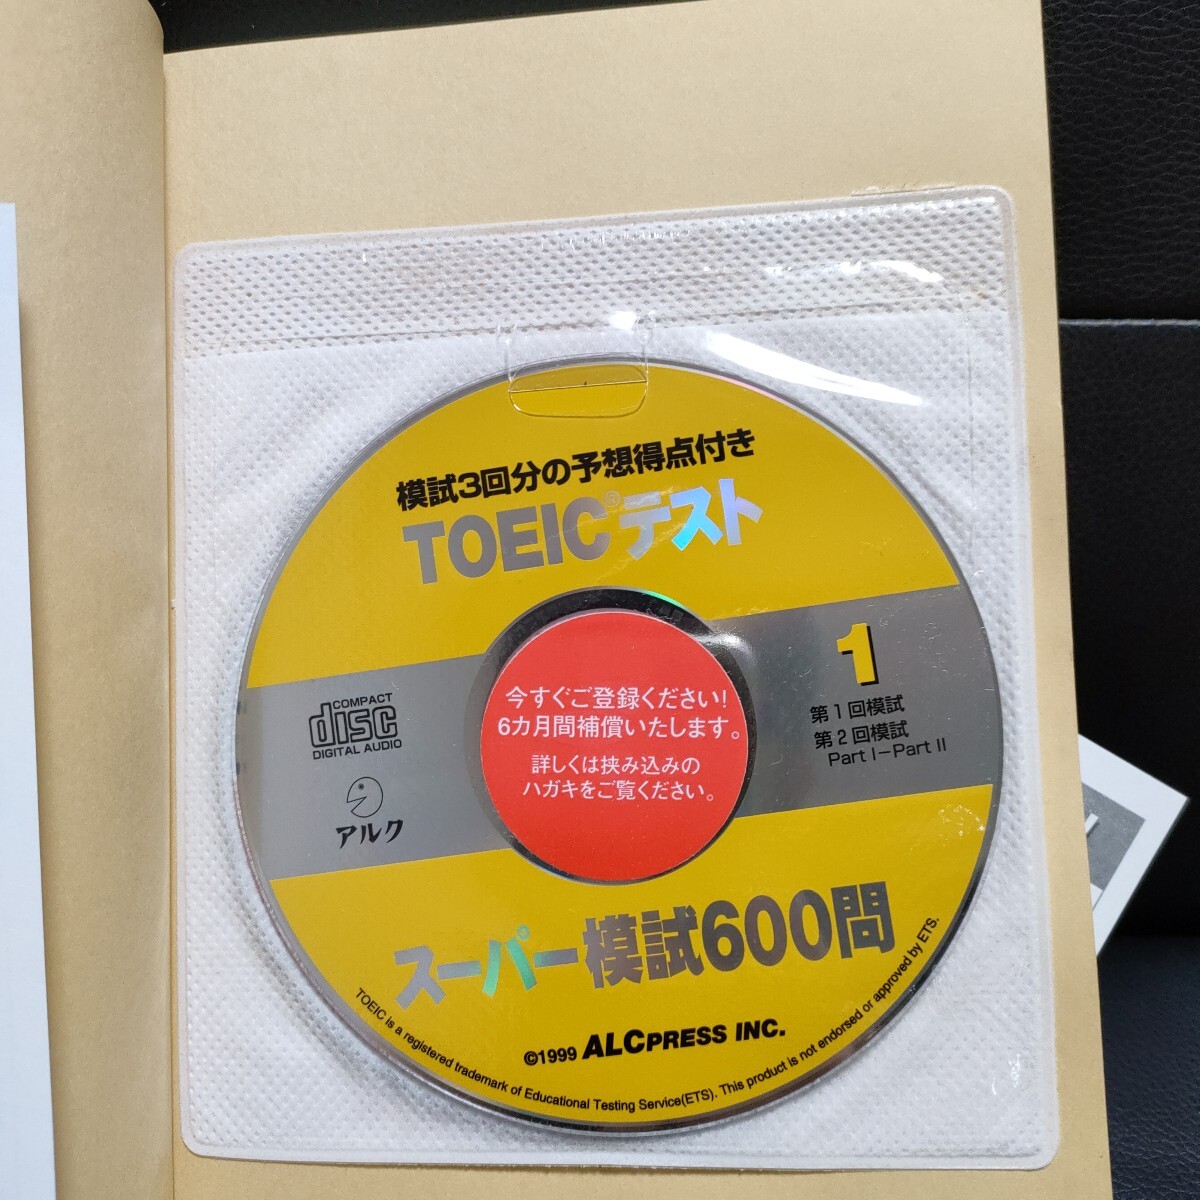 模試3回分の予想得点付き
TOEIC®テスト
COMPACT
disc
DIGITAL AUDIO
アルク
今すぐご登録ください!
6カ月間補償いたします。
詳しくは挟み込みの
ハガキをご覧ください。
1
第1回模試
第2回模試
Part I－Part II
スーパー模試600問
©1999 ALC PRESS INC.
TOEIC is a registered trademark of Educational Testing Service(ETS). This product is not endorsed or approved by ETS.